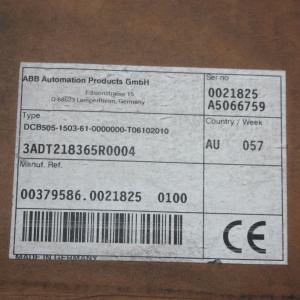 ABB Automation Products GmbH
Edisonstrasse 15
D-68623 Lampertheim, Germany
Ser no
0021825
A5066759
Type
DCB505-1503-61-0000000-T06102010
3ADT218365R0004
Country / Week
AU 057
Manuf. Ref.
00379586.0021825 0100
CE
MADE IN GERMANY